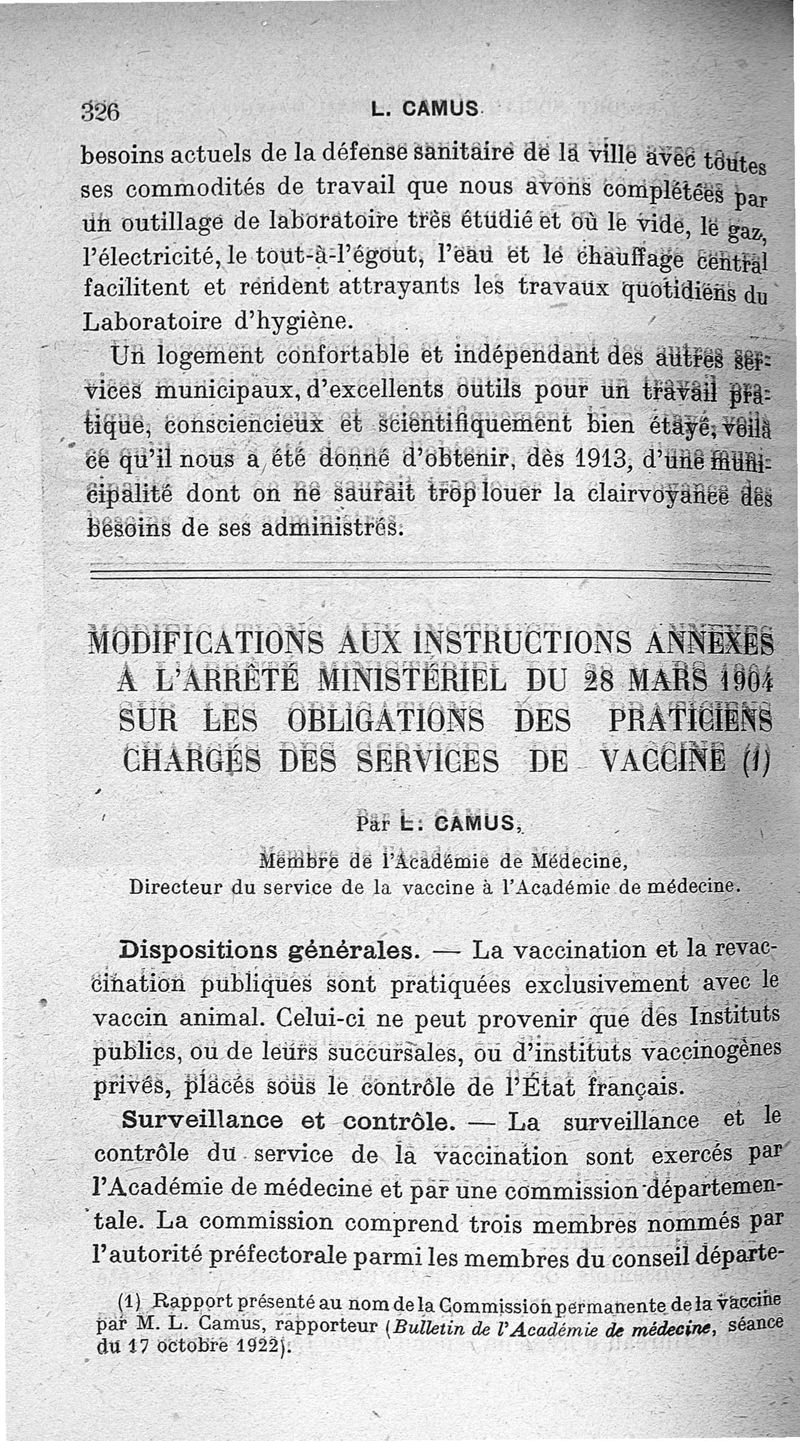 326 L. CAMUS
besoins actuels de la défense sanitaire de la ville avec toutes
ses commodités de travail que nous avons complétées par
un outillage de laboratoire très étudié et où le vide, le gaz,
l'électricité, le tout-à-l'égout, l'eau et le chauffage central
facilitent et rendent attrayants les travaux quotidiens du
Laboratoire d'hygiène.
Un logement confortable et indépendant des autres ser-
vices municipaux, d'excellents outils pour un travail pra-
tique, consciencieux et scientifiquement bien étayé, voilà
ce qu'il nous a été donné d'obtenir, dès 1913, d'une muni-
cipalité dont on ne saurait trop louer la clairvoyance des
besoins de ses administrés.
MODIFICATIONS AUX INSTRUCTIONS ANNEXES
A L'ARRÊTÉ MINISTÉRIEL DU 28 MARS 1904
SUR LES OBLIGATIONS DES PRATICIENS
CHARGÉS DES SERVICES DE VACCINE (1)
Par L. CAMUS,
Membre de l'Académie de Médecine,
Directeur du service de la vaccine à l'Académie de médecine.
Dispositions générales. — La vaccination et la revac-
cination publiques sont pratiquées exclusivement avec le
vaccin animal. Celui-ci ne peut provenir que des Instituts
publics, ou de leurs succursales, ou d'instituts vaccinogènes
privés, placés sous le contrôle de l'État français.
Surveillance et contrôle. — La surveillance et le
contrôle du service de la vaccination sont exercés par
l'Académie de médecine et par une commission départemen-
tale. La commission comprend trois membres nommés par
l'autorité préfectorale parmi les membres du conseil départe-
(1) Rapport présenté au nom de la Commission permanente de la vaccine
par M. L. Camus, rapporteur (Bulletin de l'Académie de médecine, séance
du 17 octobre 1922).